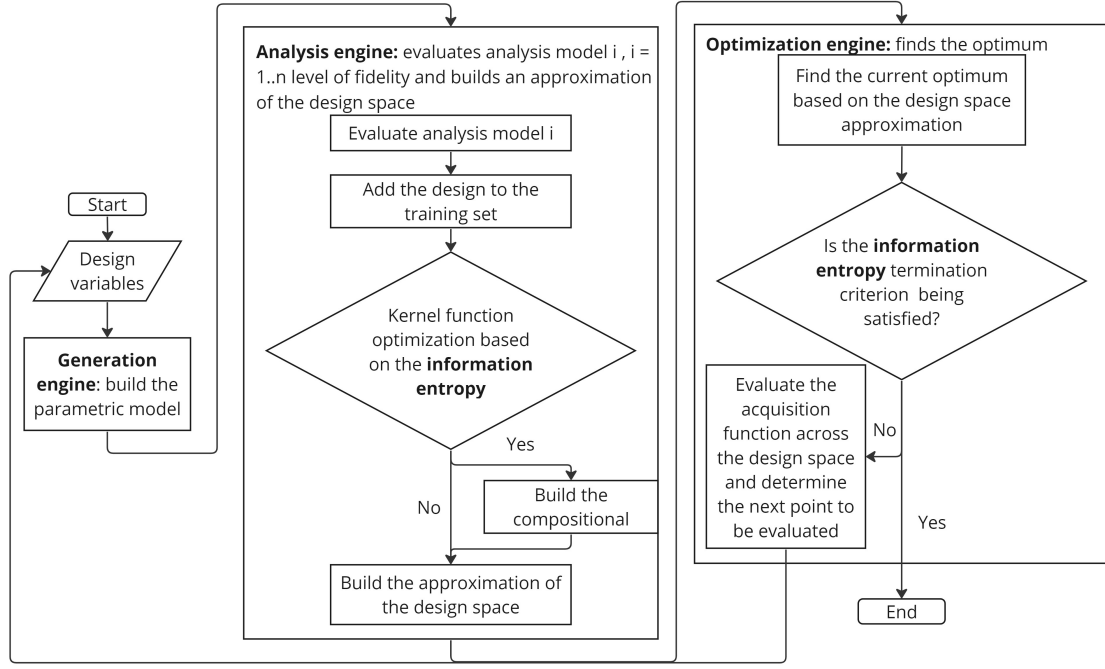 Start
Design
variables
Generation
engine: build the
parametric model
Analysis engine: evaluates analysis model i , i =
1..n level of fidelity and builds an approximation
of the design space
Evaluate analysis model i
Add the design to the
training set
Kernel function
optimization based
on the information
entropy
Yes
No
Build the
compositional
Build the approximation of
the design space
Optimization engine: finds the optimum
Find the current optimum
based on the design space
approximation
Is the information
entropy termination
criterion being
satisfied?
No
Evaluate the
acquisition
function across
the design space
and determine
the next point to
be evaluated
Yes
End